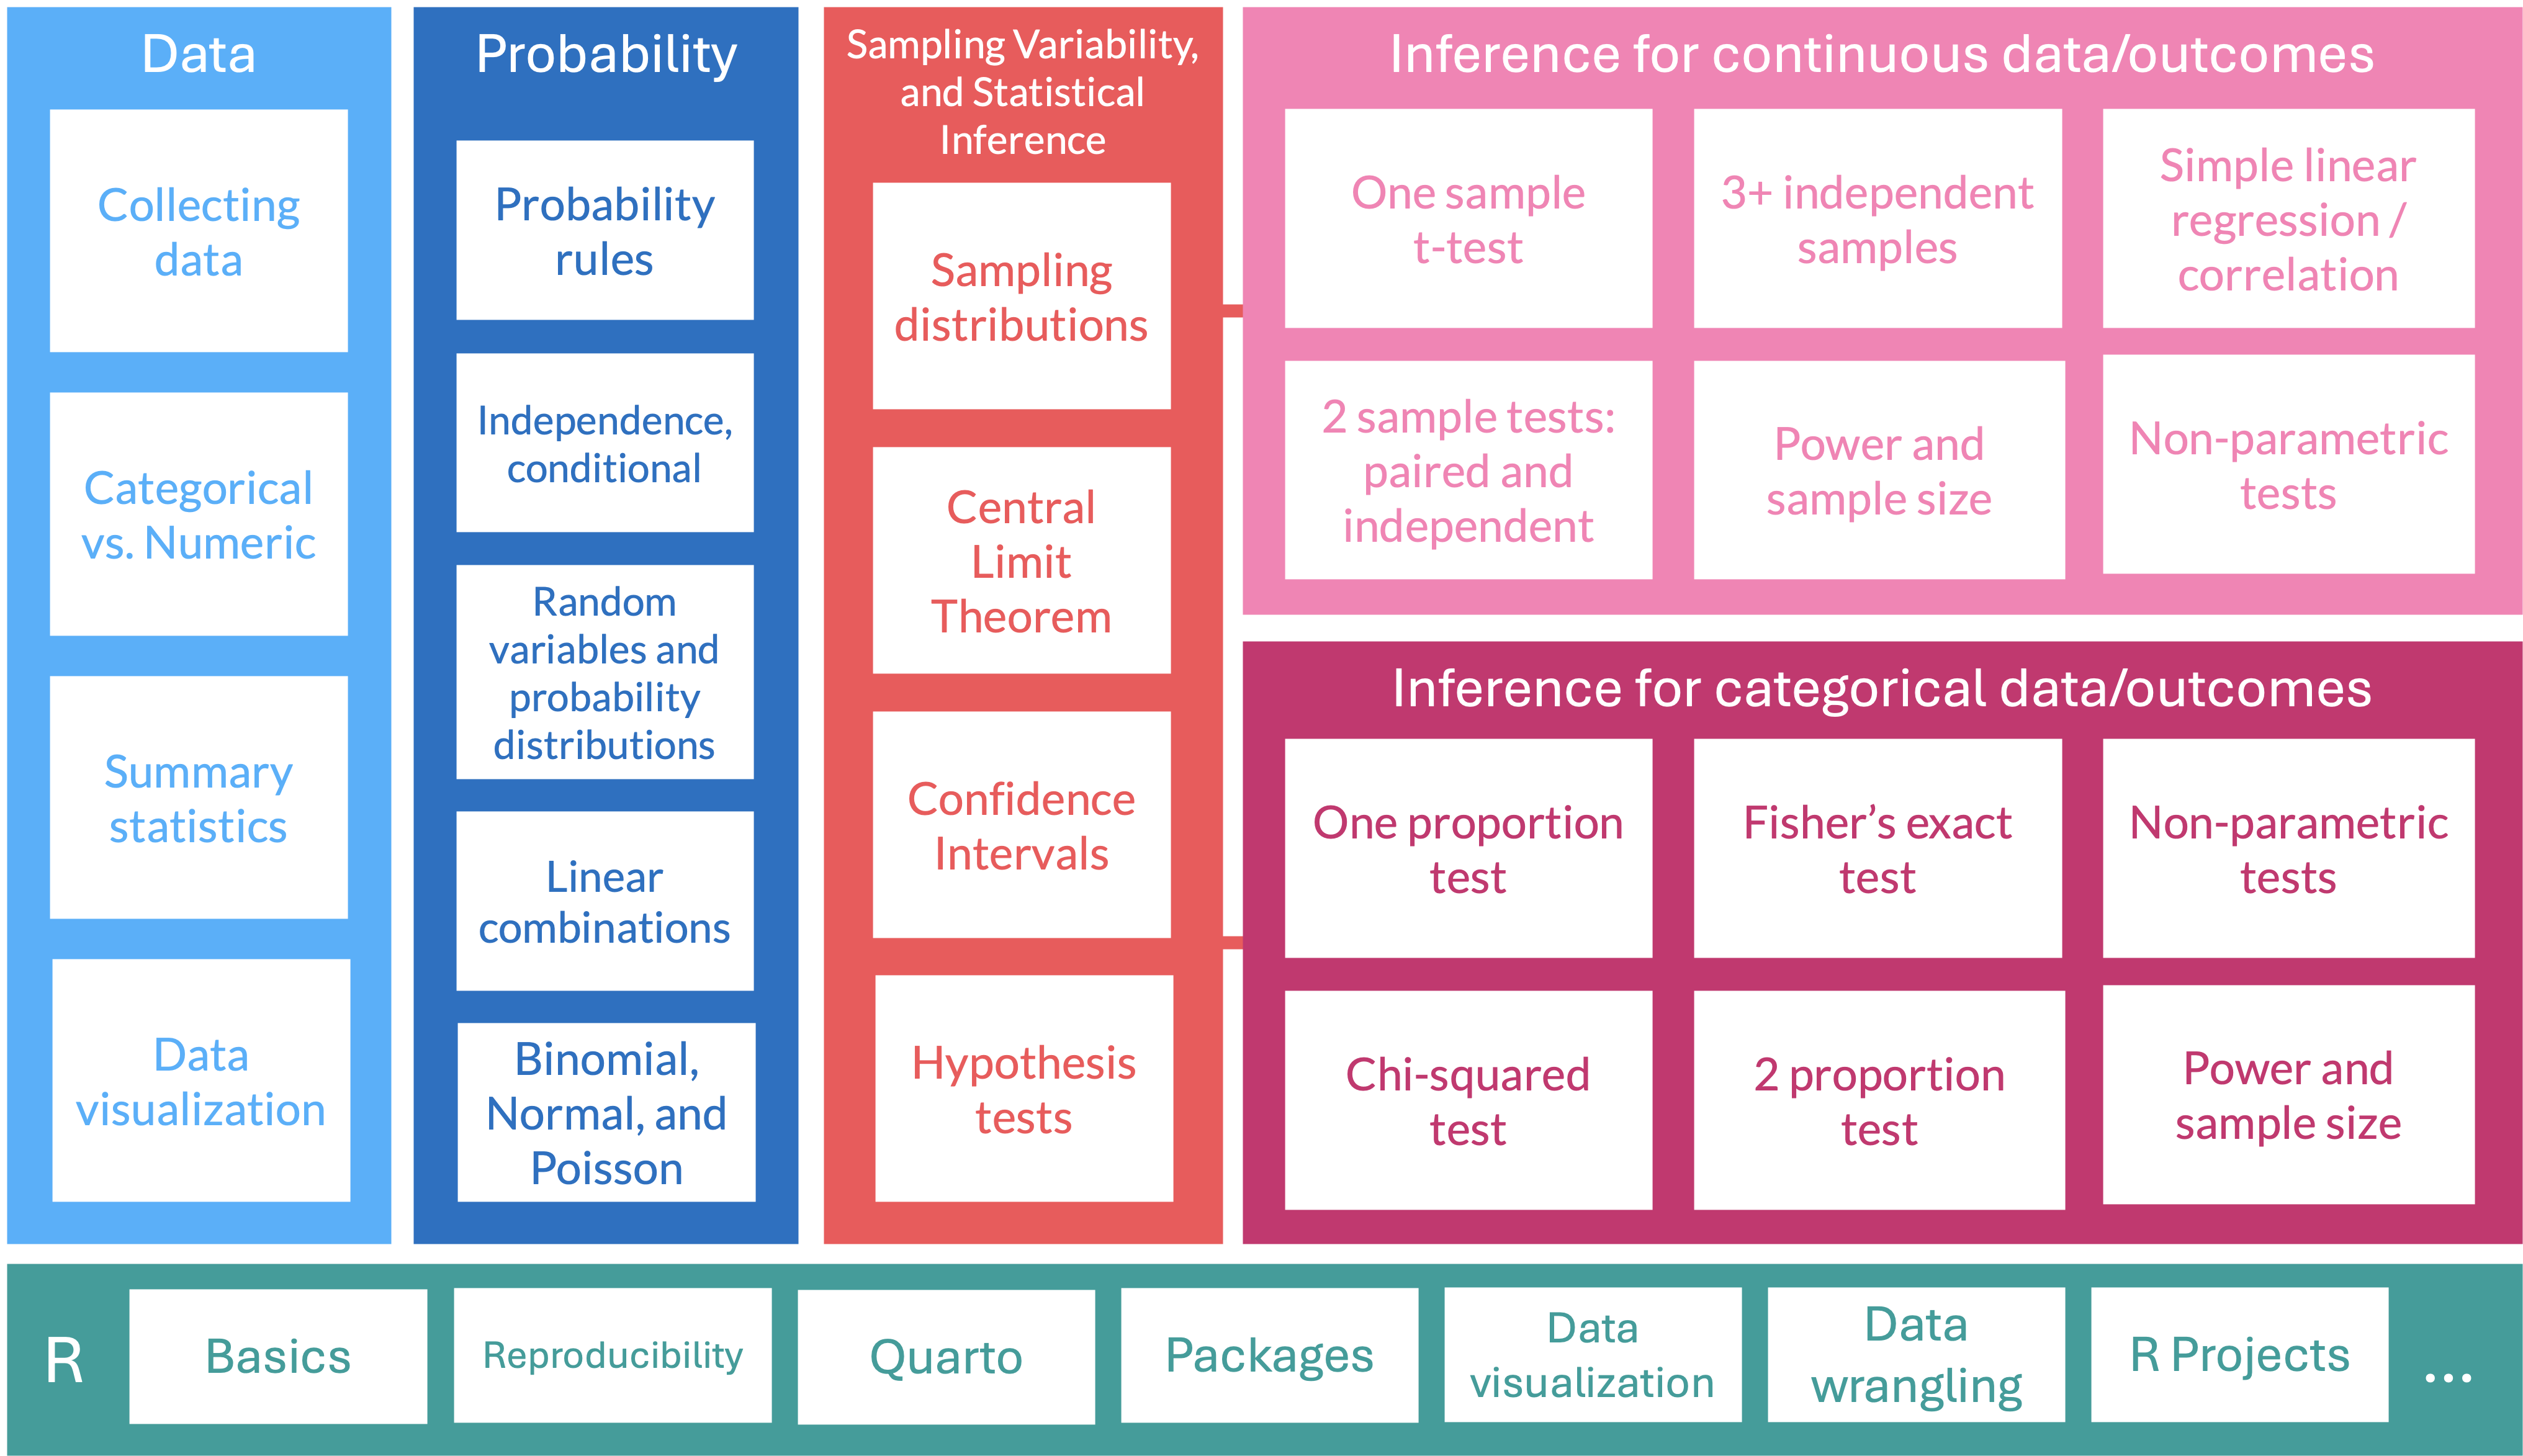 Data
Collecting
data
Categorical
vs. Numeric
Summary
statistics
Data
visualization
Probability
Probability
rules
Independence,
conditional
Random
variables and
probability
distributions
Linear
combinations
Binomial,
Normal, and
Poisson
Sampling Variability,
and Statistical
Inference
Sampling
distributions
Central
Limit
Theorem
Confidence
Intervals
Hypothesis
tests
Inference for continuous data/outcomes
One sample
t-test
3+ independent
samples
Simple linear
regression /
correlation
2 sample tests:
paired and
independent
Power and
sample size
Non-parametric
tests
Inference for categorical data/outcomes
One proportion
test
Fisher’s exact
test
Non-parametric
tests
Chi-squared
test
2 proportion
test
Power and
sample size
R
Basics
Reproducibility
Quarto
Packages
Data
visualization
Data
wrangling
R Projects
...